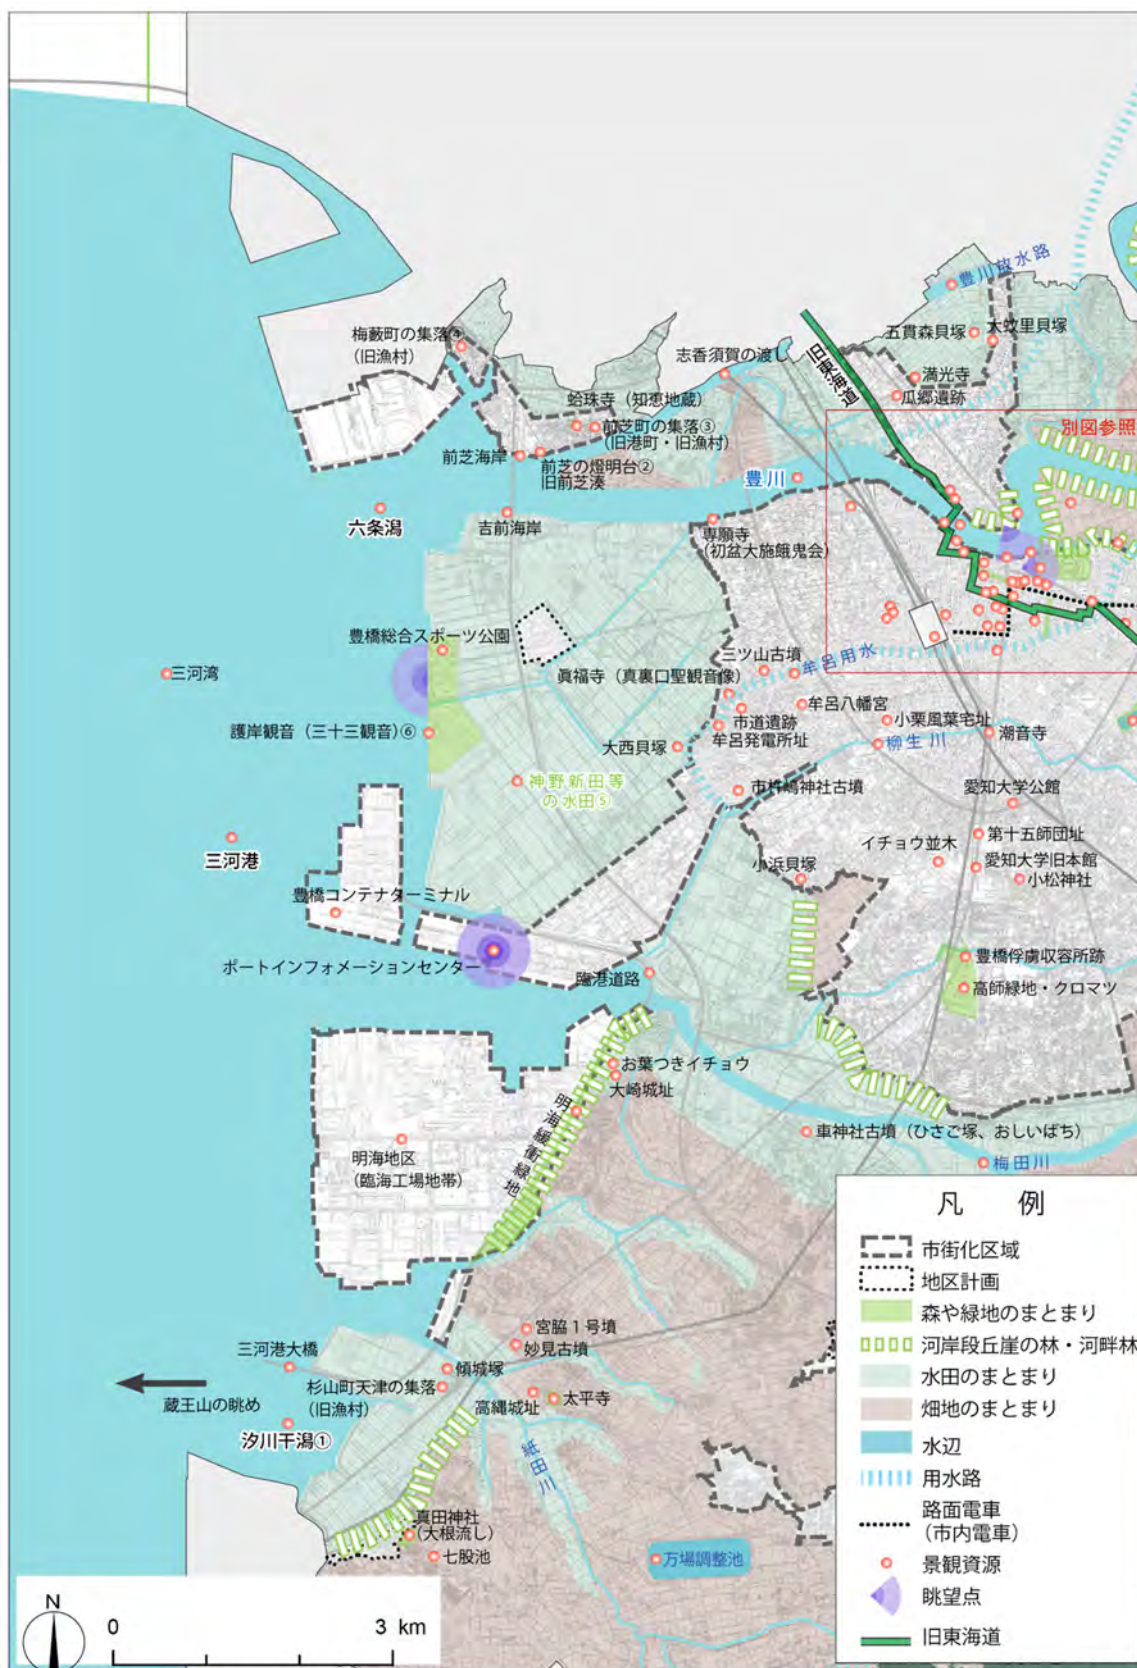 豊川放水路
五貫森貝塚
大蚊里貝塚
梅藪町の集落④
（旧漁村）
志香須賀の渡し
旧東海道
満光寺
瓜郷遺跡
蛤珠寺（知恵地蔵）
前芝町の集落③
（旧港町・旧漁村）
別図参照
前芝海岸
前芝の燈明台②
旧前芝湊
豊川
六条潟
吉前海岸
専願寺
（初盆大施餓鬼会）
豊橋総合スポーツ公園
三河湾
眞福寺（真裏口聖観音像）
三ツ山古墳
牟呂用水
牟呂八幡宮
護岸観音（三十三観音）⑥
市道遺跡
牟呂発電所址
小栗風葉宅址
潮音寺
大西貝塚
柳生川
神野新田等
の水田⑤
市杵嶋神社古墳
愛知大学公館
三河港
イチョウ並木
第十五師団址
小浜貝塚
愛知大学旧本館
小松神社
豊橋コンテナターミナル
ポートインフォメーションセンター
臨港道路
豊橋俘虜収容所跡
高師緑地・クロマツ
お葉つきイチョウ
大崎城址
明海緩衝緑地
明海地区
（臨海工場地帯）
車神社古墳（ひさご塚、おしいばち）
梅田川
宮脇１号墳
妙見古墳
三河港大橋
傾城塚
杉山町天津の集落
（旧漁村）
蔵王山の眺め
高縄城址
太平寺
汐川干潟①
紙田川
真田神社
（大根流し）
七股池
万場調整池
凡　例
市街化区域
地区計画
森や緑地のまとまり
河岸段丘崖の林・河畔林
水田のまとまり
畑地のまとまり
水辺
用水路
路面電車
（市内電車）
景観資源
眺望点
旧東海道
N
0
3 km